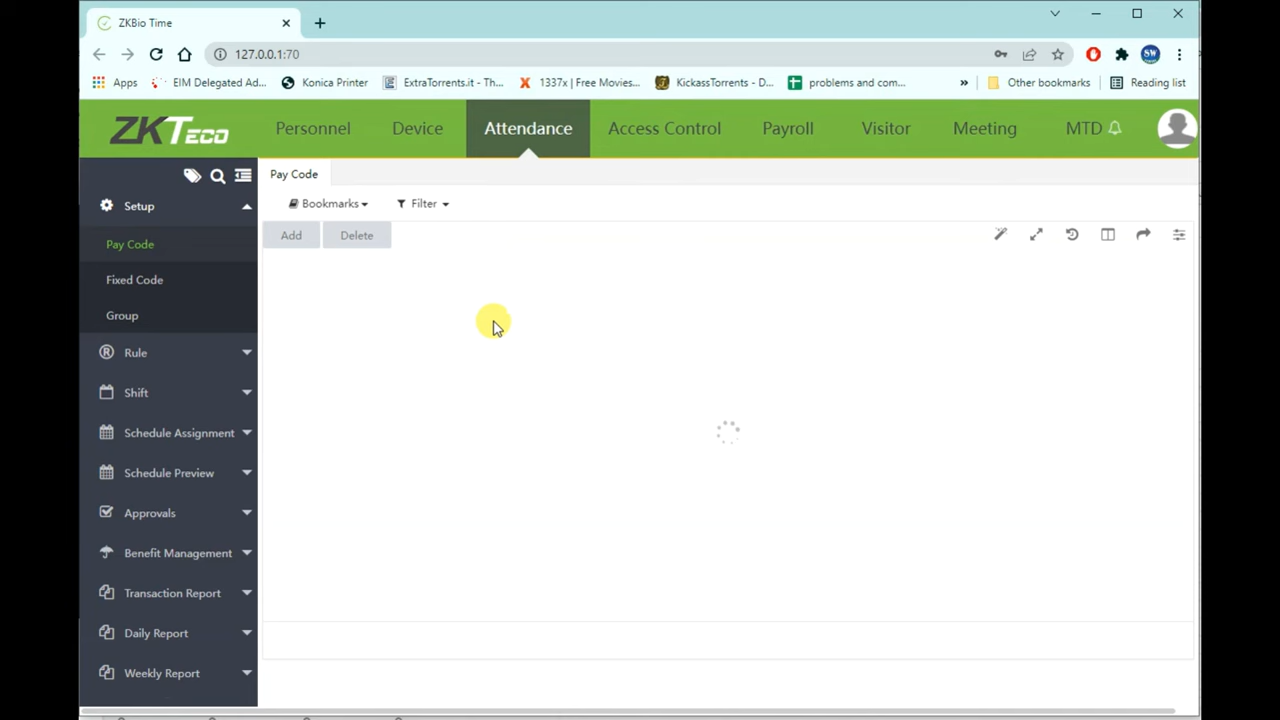 ZKBio Time
127.0.0.1:70
SW
Apps
EIM Delegated Ad...
Konica Printer
ExtraTorrents.it - Th...
1337x | Free Movies...
KickassTorrents - D...
problems and com...
»
Other bookmarks
Reading list
ZKTECO
Personnel
Device
Attendance
Access Control
Payroll
Visitor
Meeting
MTD
Setup
Pay Code
Fixed Code
Group
Rule
Shift
Schedule Assignment
Schedule Preview
Approvals
Benefit Management
Transaction Report
Daily Report
Weekly Report
Pay Code
Bookmarks
Filter
Add
Delete